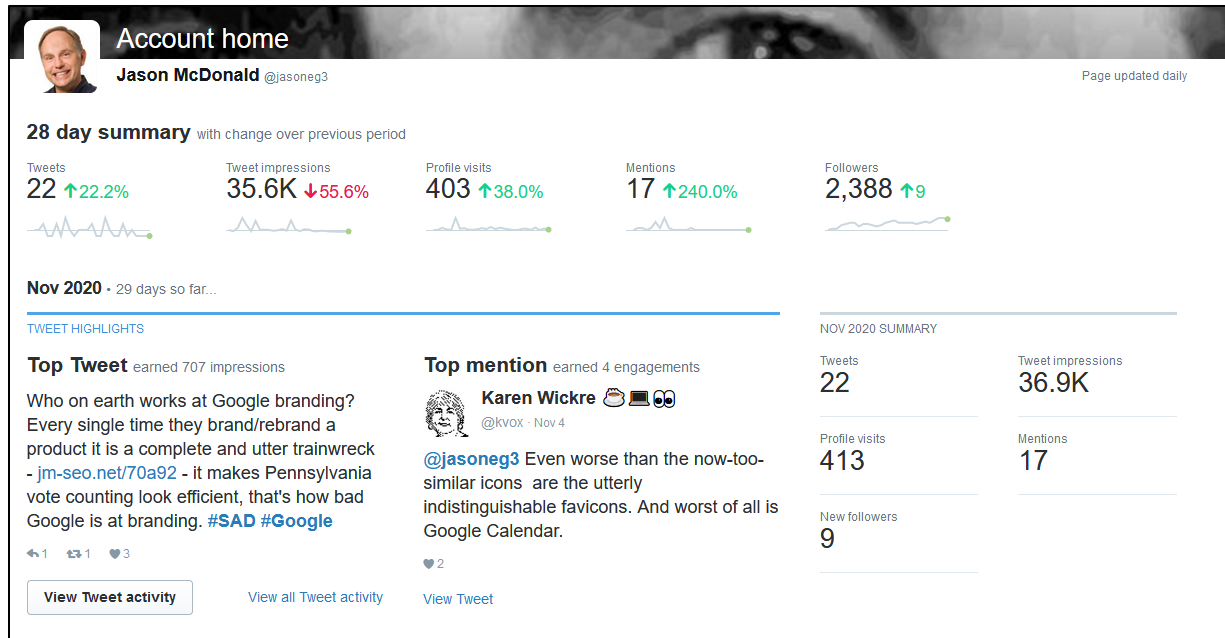 Account home
Jason McDonald @jasoneg3
Page updated daily
28 day summary with change over previous period
Tweets
22 ↑22.2%
Tweet impressions
35.6K ↓55.6%
Profile visits
403 ↑38.0%
Mentions
17 ↑240.0%
Followers
2,388 ↑9
Nov 2020 • 29 days so far...
TWEET HIGHLIGHTS
Top Tweet earned 707 impressions
Who on earth works at Google branding?
Every single time they brand/rebrand a
product it is a complete and utter trainwreck
- jm-seo.net/70a92 - it makes Pennsylvania
vote counting look efficient, that's how bad
Google is at branding. #SAD #Google
1 1 3
View Tweet activity
View all Tweet activity
Top mention earned 4 engagements
Karen Wickre ☕💻👀
@kvox · Nov 4
@jasoneg3 Even worse than the now-too-
similar icons  are the utterly
indistinguishable favicons. And worst of all is
Google Calendar.
2
View Tweet
NOV 2020 SUMMARY
Tweets
22
Tweet impressions
36.9K
Profile visits
413
Mentions
17
New followers
9